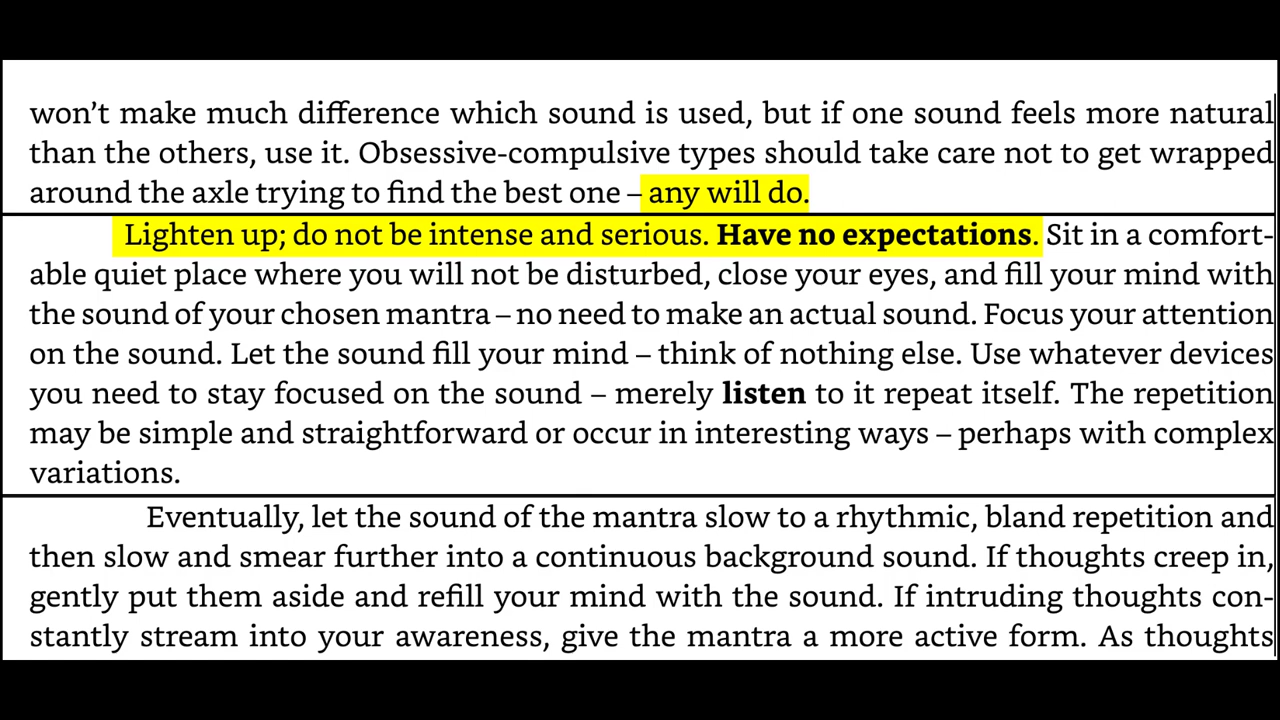 won’t make much difference which sound is used, but if one sound feels more natural
than the others, use it. Obsessive-compulsive types should take care not to get wrapped
around the axle trying to find the best one – any will do.
Lighten up; do not be intense and serious. Have no expectations. Sit in a comfort-
able quiet place where you will not be disturbed, close your eyes, and fill your mind with
the sound of your chosen mantra – no need to make an actual sound. Focus your attention
on the sound. Let the sound fill your mind – think of nothing else. Use whatever devices
you need to stay focused on the sound – merely listen to it repeat itself. The repetition
may be simple and straightforward or occur in interesting ways – perhaps with complex
variations.
Eventually, let the sound of the mantra slow to a rhythmic, bland repetition and
then slow and smear further into a continuous background sound. If thoughts creep in,
gently put them aside and refill your mind with the sound. If intruding thoughts con-
stantly stream into your awareness, give the mantra a more active form. As thoughts